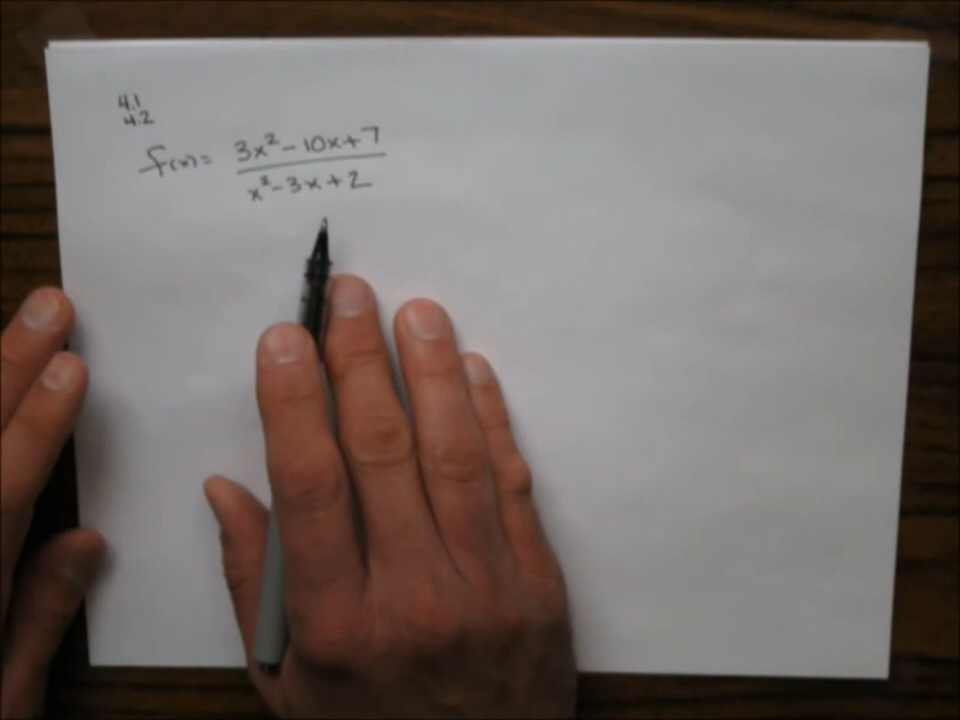 4.1
4.2
f(x) = 3x² - 10x + 7
x² - 3x + 2